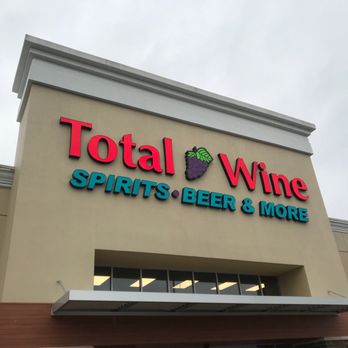 Total Wine
SPIRITS • BEER & MORE